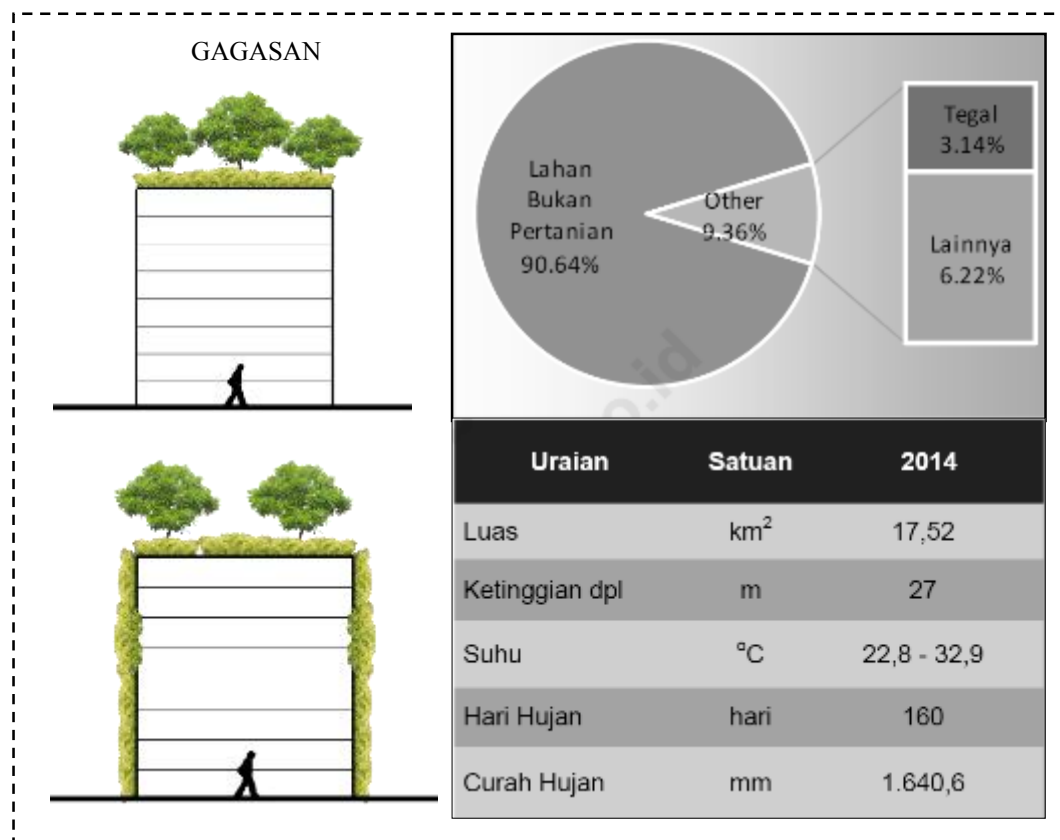 GAGASAN
Lahan
Bukan
Pertanian
90.64%
Other
9.36%
Tegal
3.14%
Lainnya
6.22%
o.id
Uraian Satuan 2014
Luas km² 17,52
Ketinggian dpl m 27
Suhu °C 22,8 - 32,9
Hari Hujan hari 160
Curah Hujan mm 1.640,6